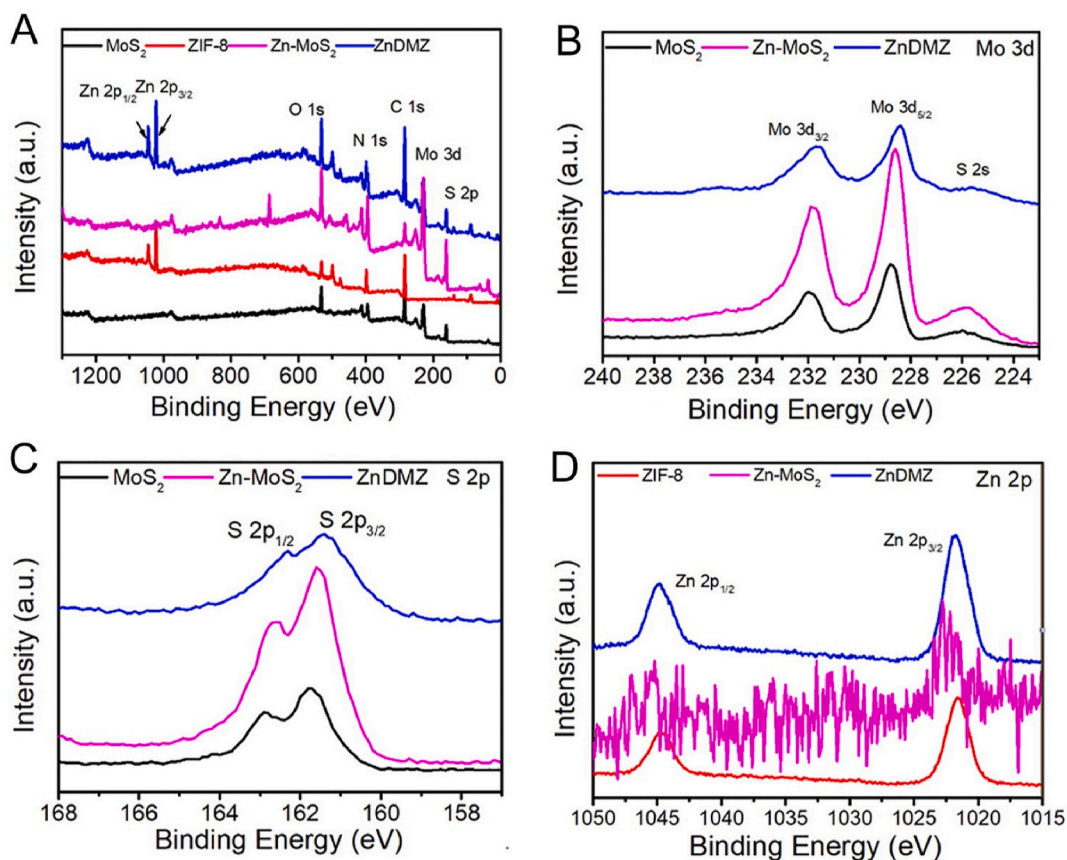 A
MoS2 ZIF-8 Zn-MoS2 ZnDMZ
Zn 2p1/2 Zn 2p3/2
O 1s
C 1s
N 1s
Mo 3d
S 2p
Intensity (a.u.)
1200 1000 800 600 400 200 0
Binding Energy (eV)
B
MoS2 Zn-MoS2 ZnDMZ Mo 3d
Mo 3d5/2
Mo 3d3/2
S 2s
Intensity (a.u.)
240 238 236 234 232 230 228 226 224
Binding Energy (eV)
C
MoS2 Zn-MoS2 ZnDMZ S 2p
S 2p1/2 S 2p3/2
Intensity (a.u.)
168 166 164 162 160 158
Binding Energy (eV)
D
ZIF-8 Zn-MoS2 ZnDMZ Zn 2p
Zn 2p3/2
Zn 2p1/2
Intensity (a.u.)
1050 1045 1040 1035 1030 1025 1020 1015
Binding Energy (eV)